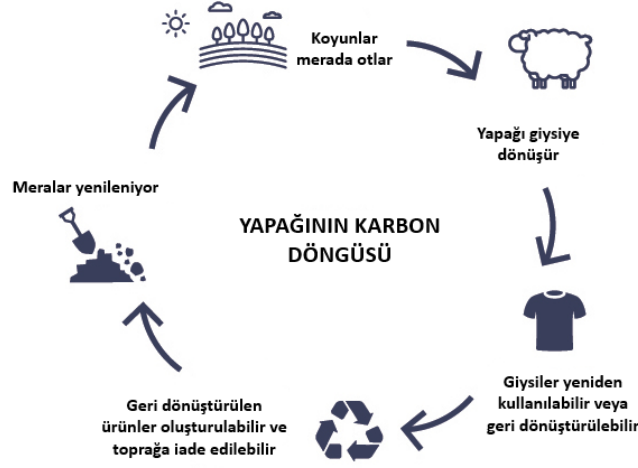 Koyunlar
merada otlar
Yapağı giysiye
dönüşür
Meralar yenileniyor
YAPAĞININ KARBON
DÖNGÜSÜ
Giysiler yeniden
kullanılabilir veya
geri dönüştürülebilir
Geri dönüştürülen
ürünler oluşturulabilir ve
toprağa iade edilebilir